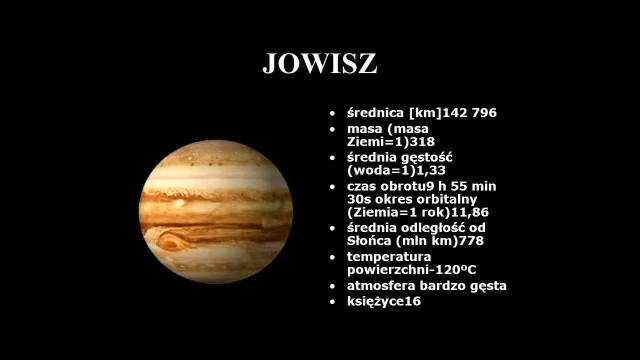 JOWISZ
• średnica [km]142 796
• masa (masa
Ziemi=1)318
• średnia gęstość
(woda=1)1,33
• czas obrotu9 h 55 min
30s okres orbitalny
(Ziemia=1 rok)11,86
• średnia odległość od
Słońca (mln km)778
• temperatura
powierzchni-120ºC
• atmosfera bardzo gęsta
• księżyce16